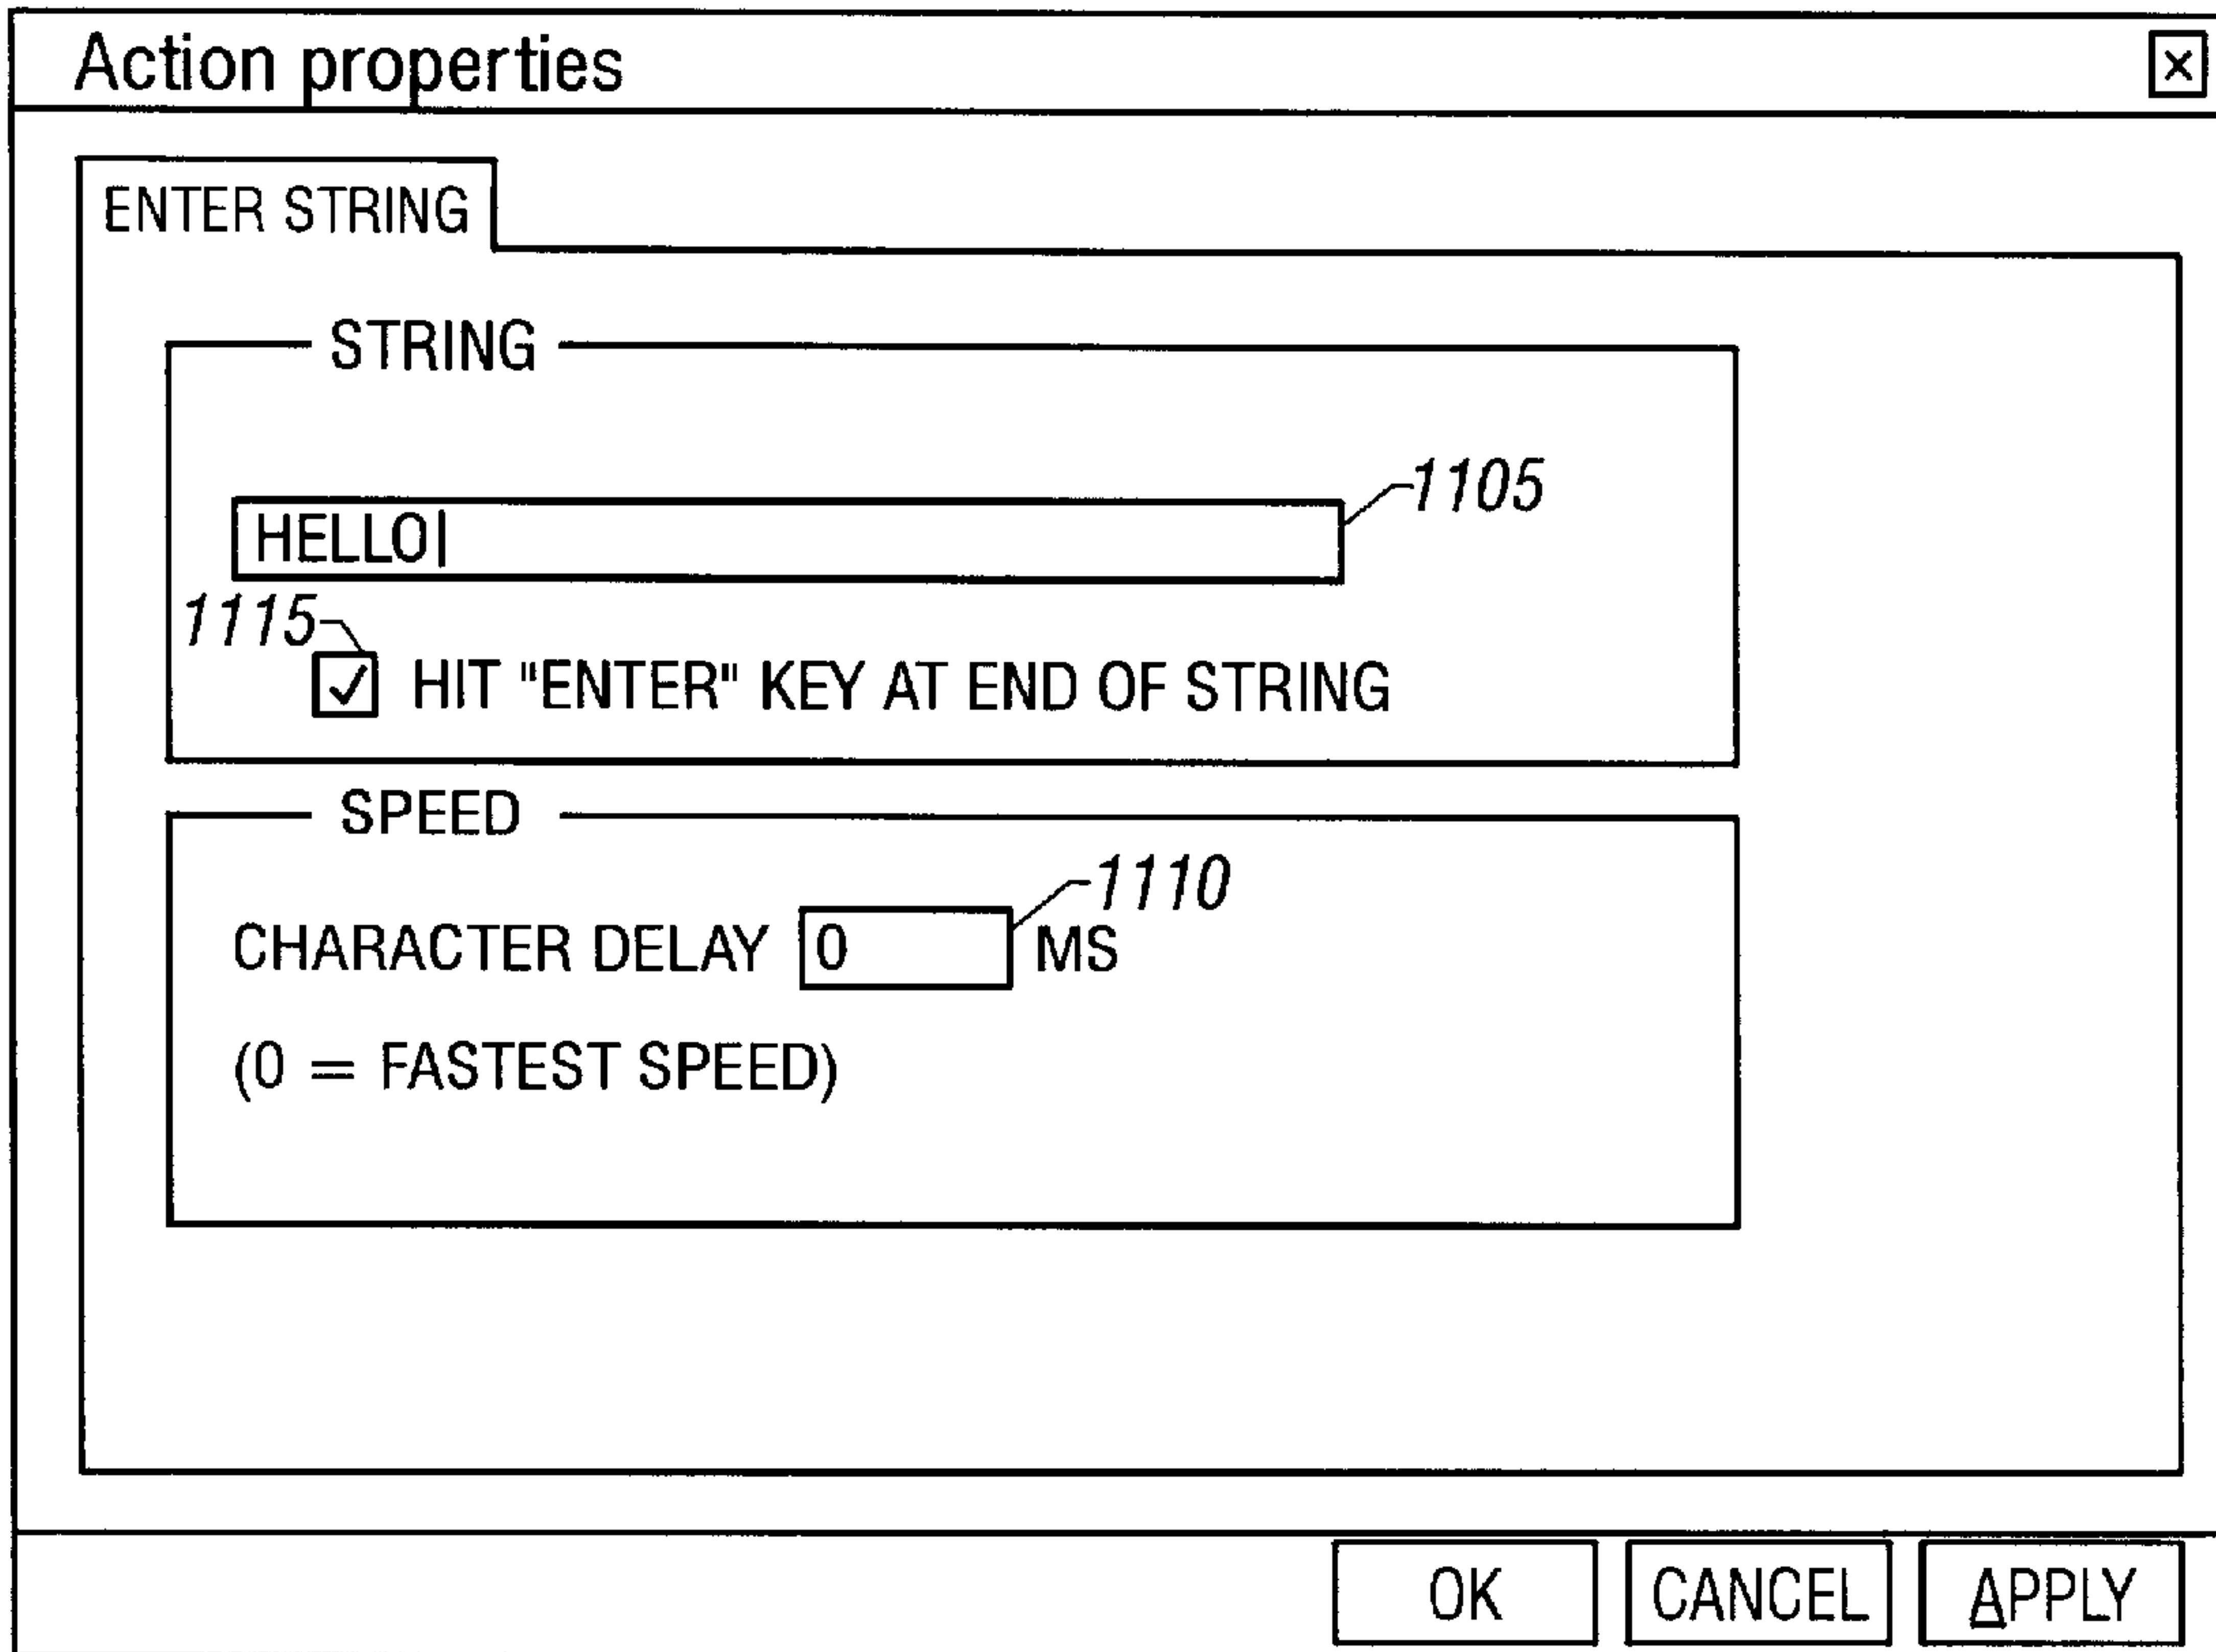 Action properties
ENTER STRING
STRING
1105
HELLO
1115
HIT "ENTER" KEY AT END OF STRING
SPEED
1110
CHARACTER DELAY 0 MS
(0 = FASTEST SPEED)
OK CANCEL APPLY